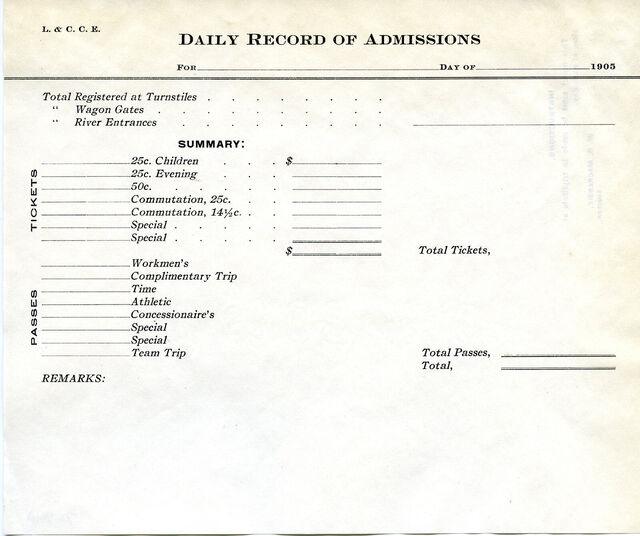 L. & C. C. E.
DAILY RECORD OF ADMISSIONS
FOR DAY OF 1905
Total Registered at Turnstiles . . . . . . .
" Wagon Gates . . . . . . . .
" River Entrances . . . . . . . .
SUMMARY:
TICKETS
25c. Children . . . $
25c. Evening . . .
50c. . . . . .
Commutation, 25c. . .
Commutation, 14½c. . .
Special . . . . .
Special . . . . .
$ Total Tickets,
PASSES
Workmen's
Complimentary Trip
Time
Athletic
Concessionaire's
Special
Special
Team Trip Total Passes,
Total,
REMARKS: